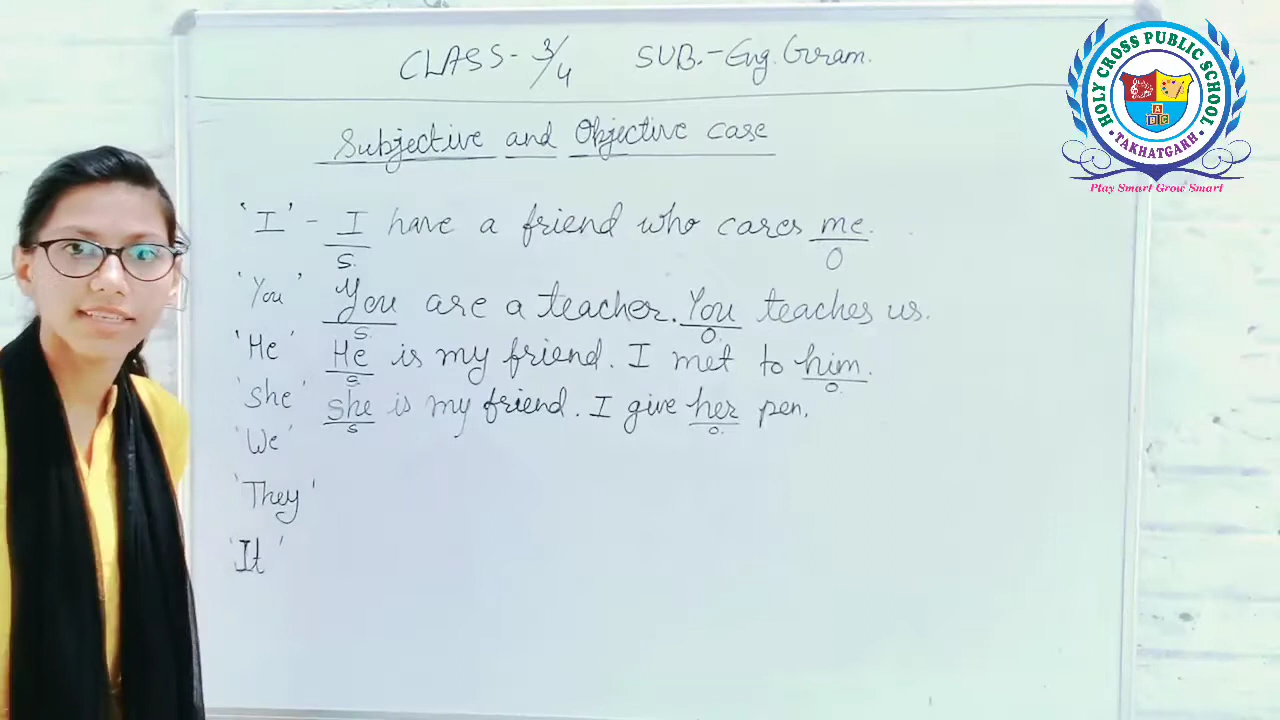 CLASS - 3/4 SUB. - Eng. Gram.
Subjective and Objective case
'I' - I have a friend who cares me.
S. O
'You' You are a teacher. You teaches us.
S. O.
'He' He is my friend. I met to him.
S O.
'She' She is my friend. I give her pen.
S O.
'We'
'They'
'It'
HOLY CROSS PUBLIC SCHOOL
• TAKHATGARH •
A
B C
Play Smart Grow Smart